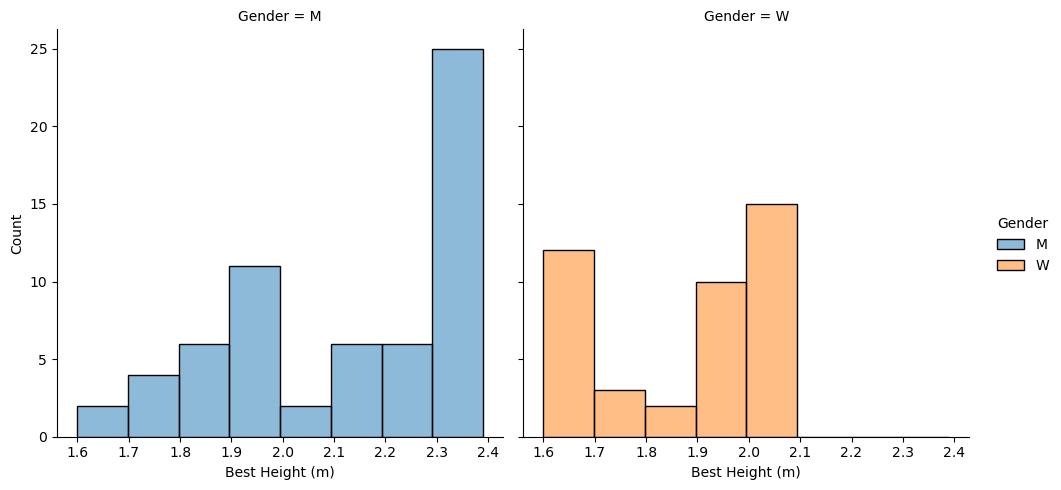 Gender = M
Gender = W
25
20
15
10
5
0
Count
1.6 1.7 1.8 1.9 2.0 2.1 2.2 2.3 2.4
Best Height (m)
1.6 1.7 1.8 1.9 2.0 2.1 2.2 2.3 2.4
Best Height (m)
Gender
M
W